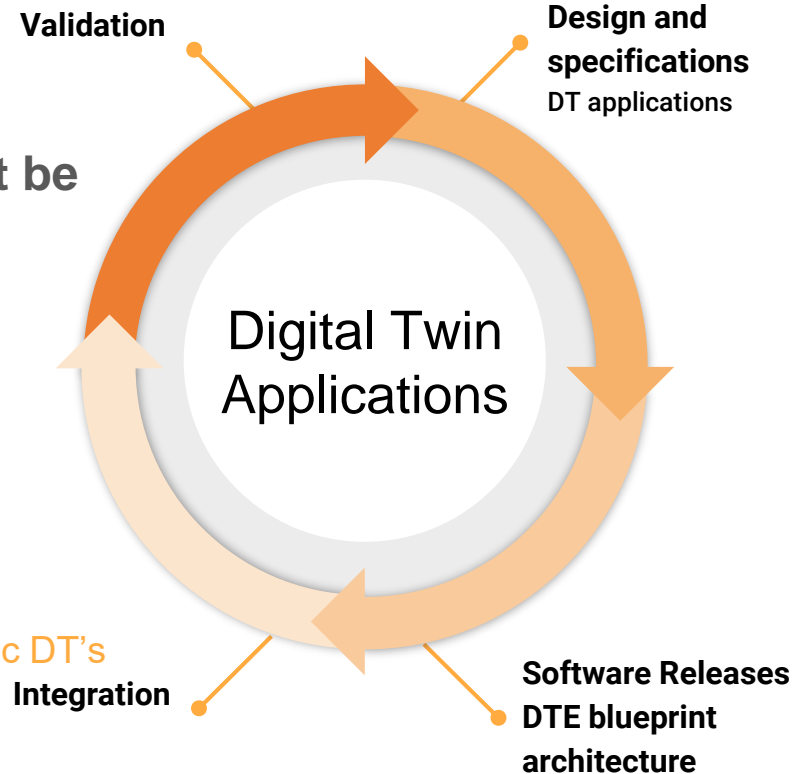 Validation
Design and
specifications
DT applications
t be
Digital Twin
Applications
c DT's
Integration
Software Releases
DTE blueprint
architecture